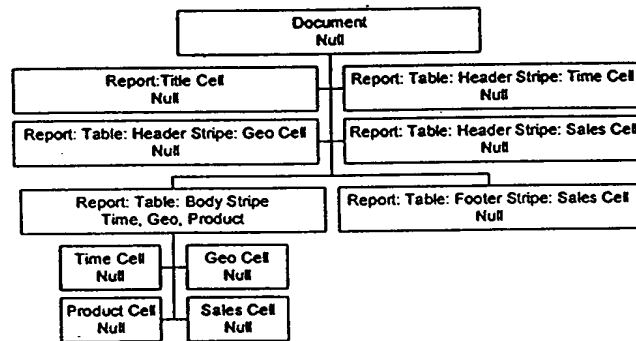 Document
Null
Report:Title Cell
Null
Report: Table: Header Stripe: Time Cell
Null
Report: Table: Header Stripe: Geo Cell
Null
Report: Table: Header Stripe: Sales Cell
Null
Report: Table: Body Stripe
Time, Geo, Product
Report: Table: Footer Stripe: Sales Cell
Null
Time Cell
Null
Geo Cell
Null
Product Cell
Null
Sales Cell
Null